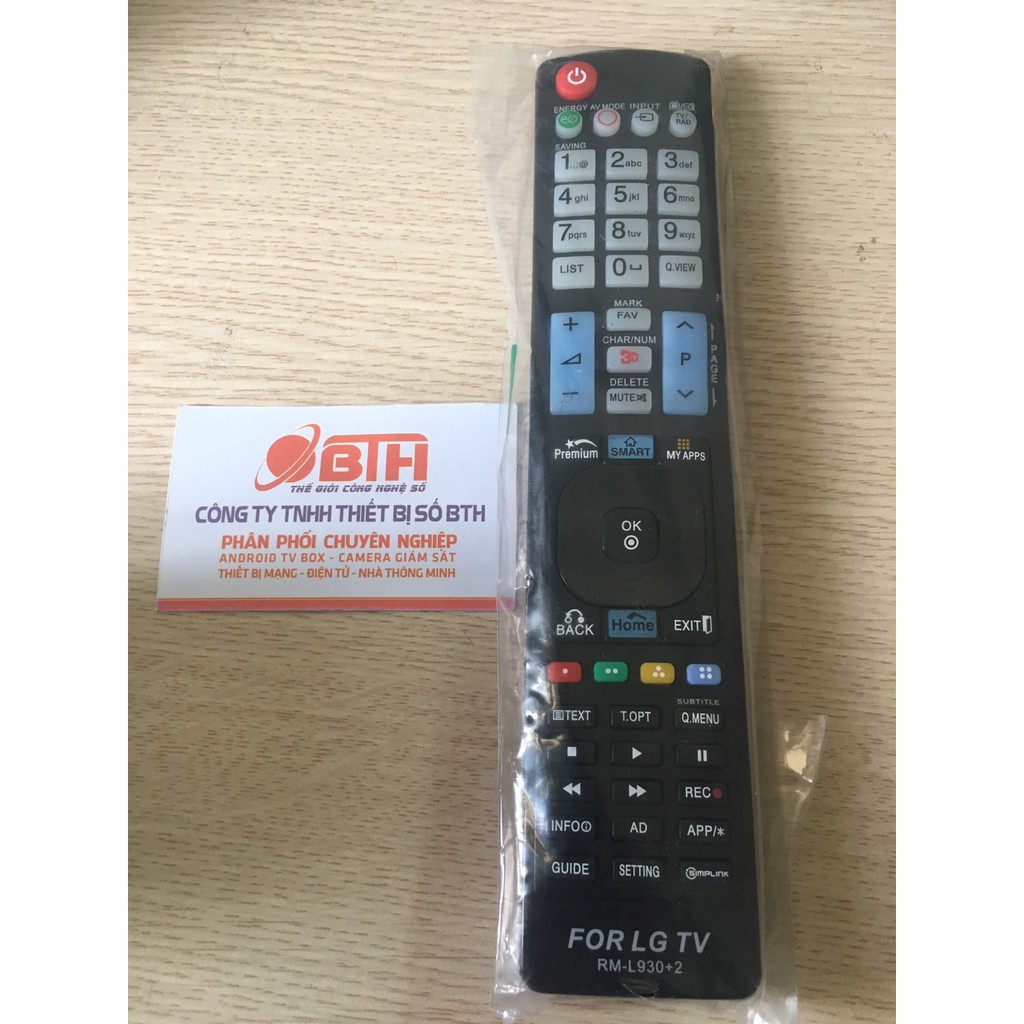 BTH
THẾ GIỚI CÔNG NGHỆ SỐ
CÔNG TY TNHH THIẾT BỊ SỐ BTH
PHÂN PHỐI CHUYÊN NGHIỆP
ANDROID TV BOX - CAMERA GIÁM SÁT
THIẾT BỊ MẠNG - ĐIỆN TỬ - NHÀ THÔNG MINH
ENERGY AV MODE INPUT
TV/
RAD
SAVING
1.,;@ 2abc 3def
4ghi 5jkl 6mno
7pqrs 8tuv 9wxyz
LIST 0 Q.VIEW
MARK
+ FAV
CHAR/NUM
3D P PAGE
DELETE
- MUTE
Premium SMART MY APPS
OK
BACK Home EXIT
SUBTITLE
TEXT T.OPT Q.MENU
REC
INFO AD APP/*
GUIDE SETTING SIMPLINK
FOR LG TV
RM-L930+2